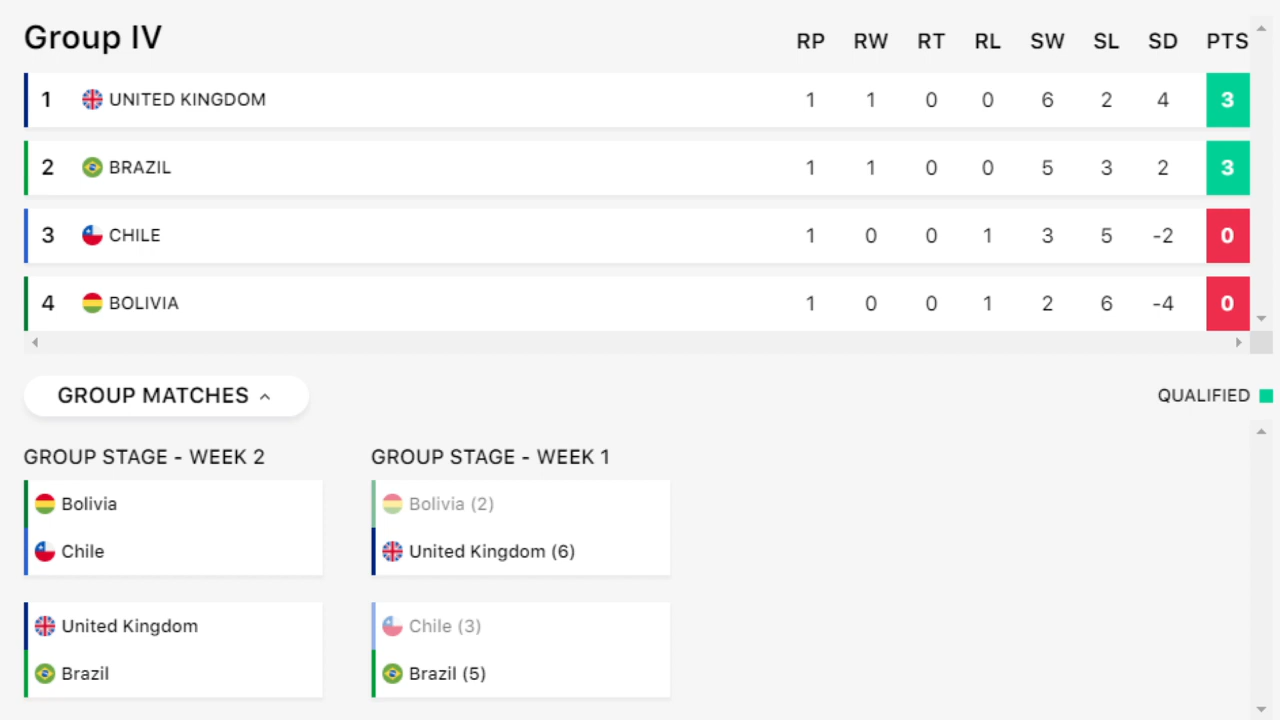 Group IV RP RW RT RL SW SL SD PTS
1 UNITED KINGDOM 1 1 0 0 6 2 4 3
2 BRAZIL 1 1 0 0 5 3 2 3
3 CHILE 1 0 0 1 3 5 -2 0
4 BOLIVIA 1 0 0 1 2 6 -4 0
GROUP MATCHES
QUALIFIED
GROUP STAGE - WEEK 2
Bolivia
Chile
United Kingdom
Brazil
GROUP STAGE - WEEK 1
Bolivia (2)
United Kingdom (6)
Chile (3)
Brazil (5)